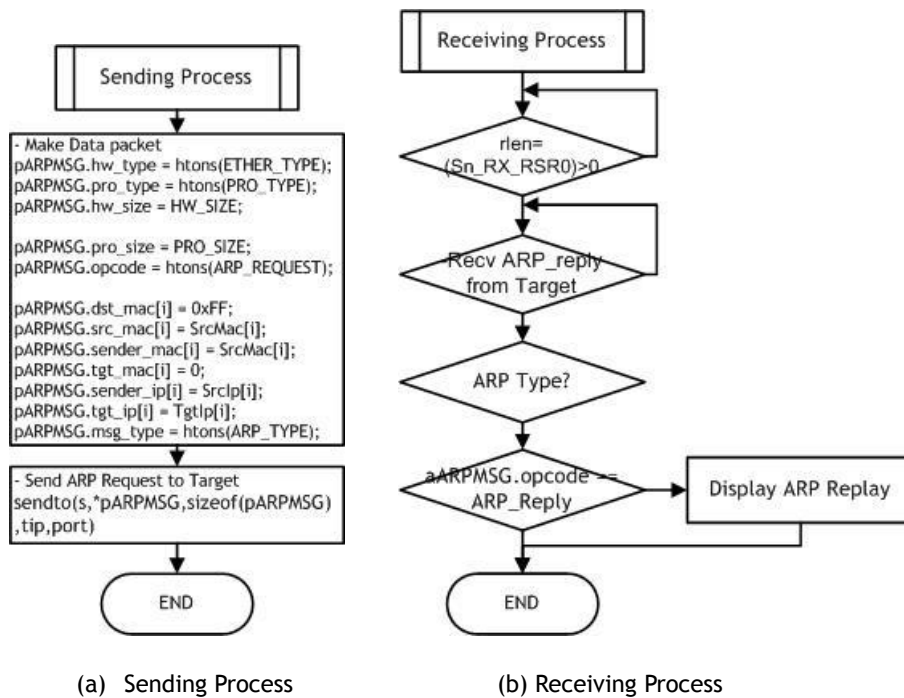 Sending Process
- Make Data packet
pARPMSG.hw_type = htons(ETHER_TYPE);
pARPMSG.pro_type = htons(PRO_TYPE);
pARPMSG.hw_size = HW_SIZE;
pARPMSG.pro_size = PRO_SIZE;
pARPMSG.opcode = htons(ARP_REQUEST);
pARPMSG.dst_mac[i] = 0xFF;
pARPMSG.src_mac[i] = SrcMac[i];
pARPMSG.sender_mac[i] = SrcMac[i];
pARPMSG.tgt_mac[i] = 0;
pARPMSG.sender_ip[i] = SrcIp[i];
pARPMSG.tgt_ip[i] = TgtIp[i];
pARPMSG.msg_type = htons(ARP_TYPE);
- Send ARP Request to Target
sendto(s,*pARPMSG,sizeof(pARPMSG)
,tip,port)
END
(a) Sending Process
Receiving Process
rlen=
(Sn_RX_RSR0)>0
-Recv ARP_reply
from Target
ARP Type?
aARPMSG.opcode ==
ARP_Reply
Display ARP Replay
END
(b) Receiving Process